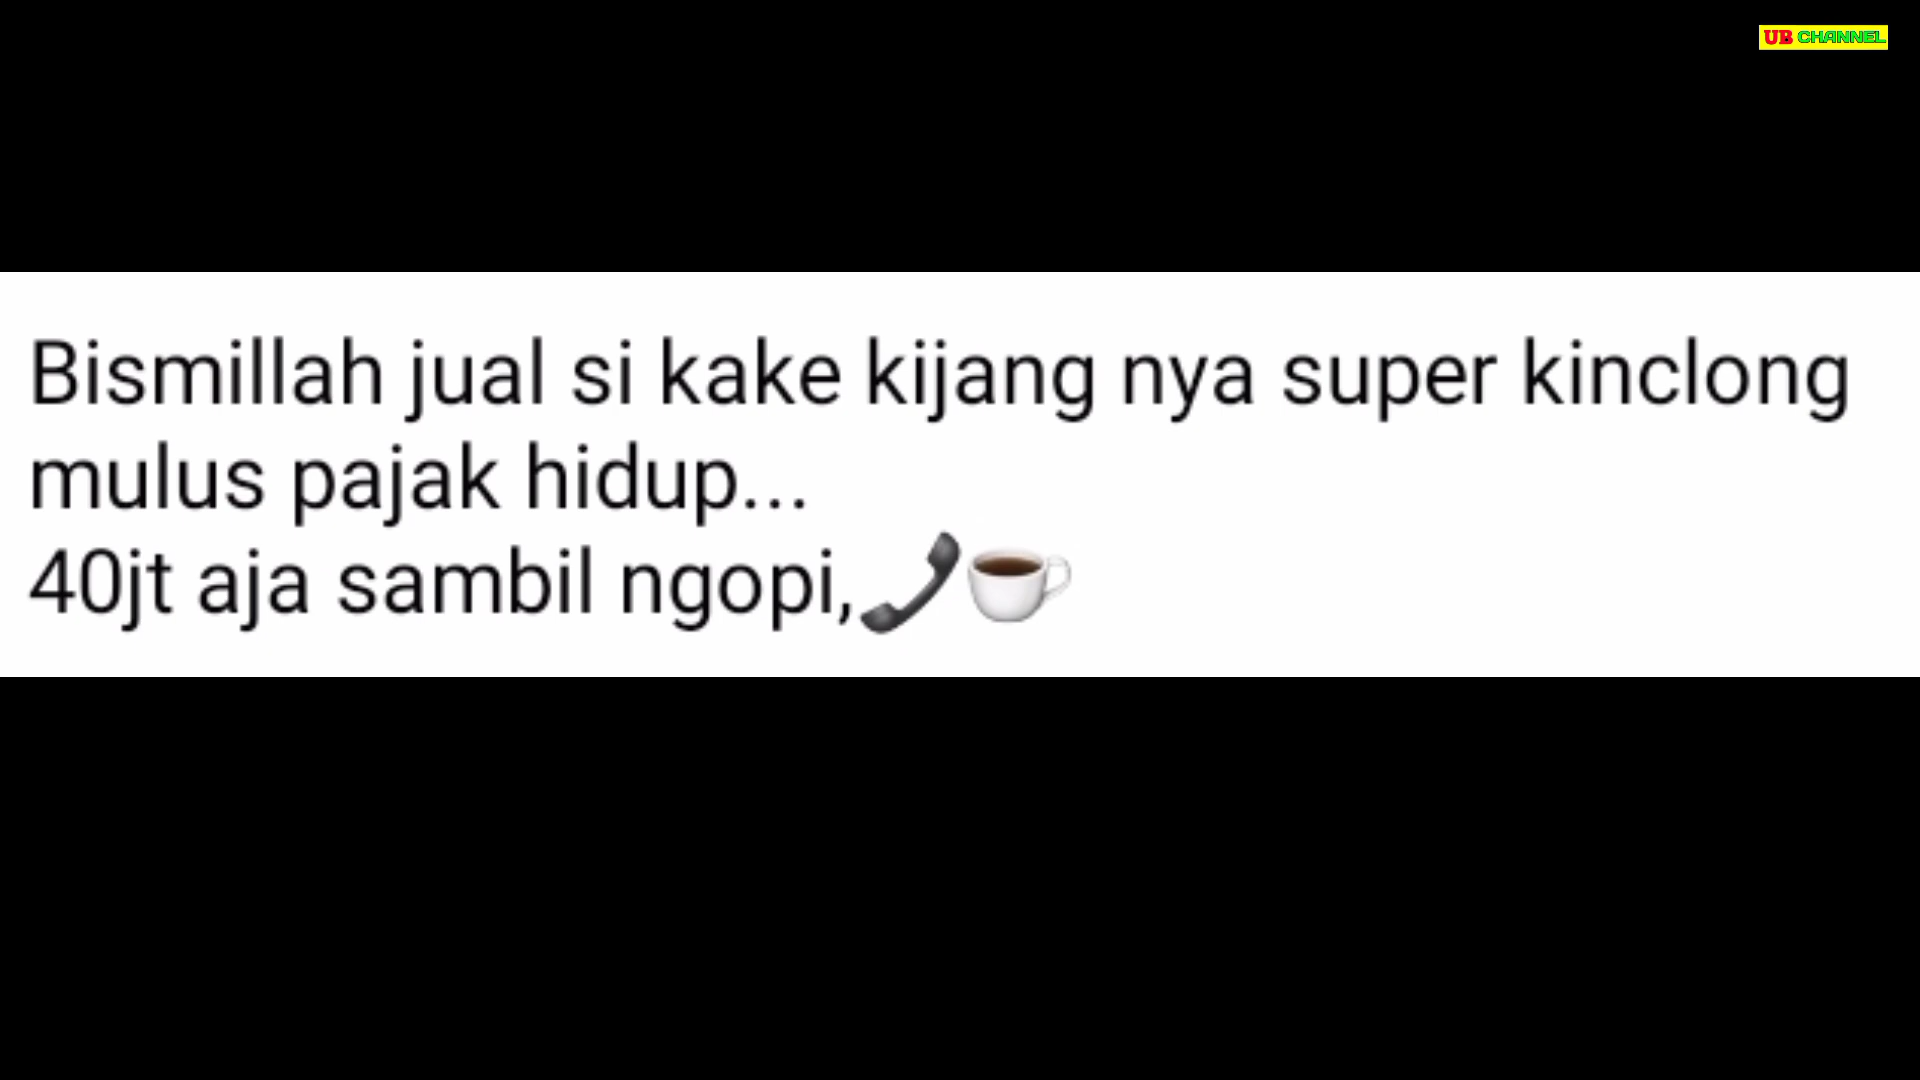 UB CHANNEL
Bismillah jual si kake kijang nya super kinclong
mulus pajak hidup...
40jt aja sambil ngopi,📞☕